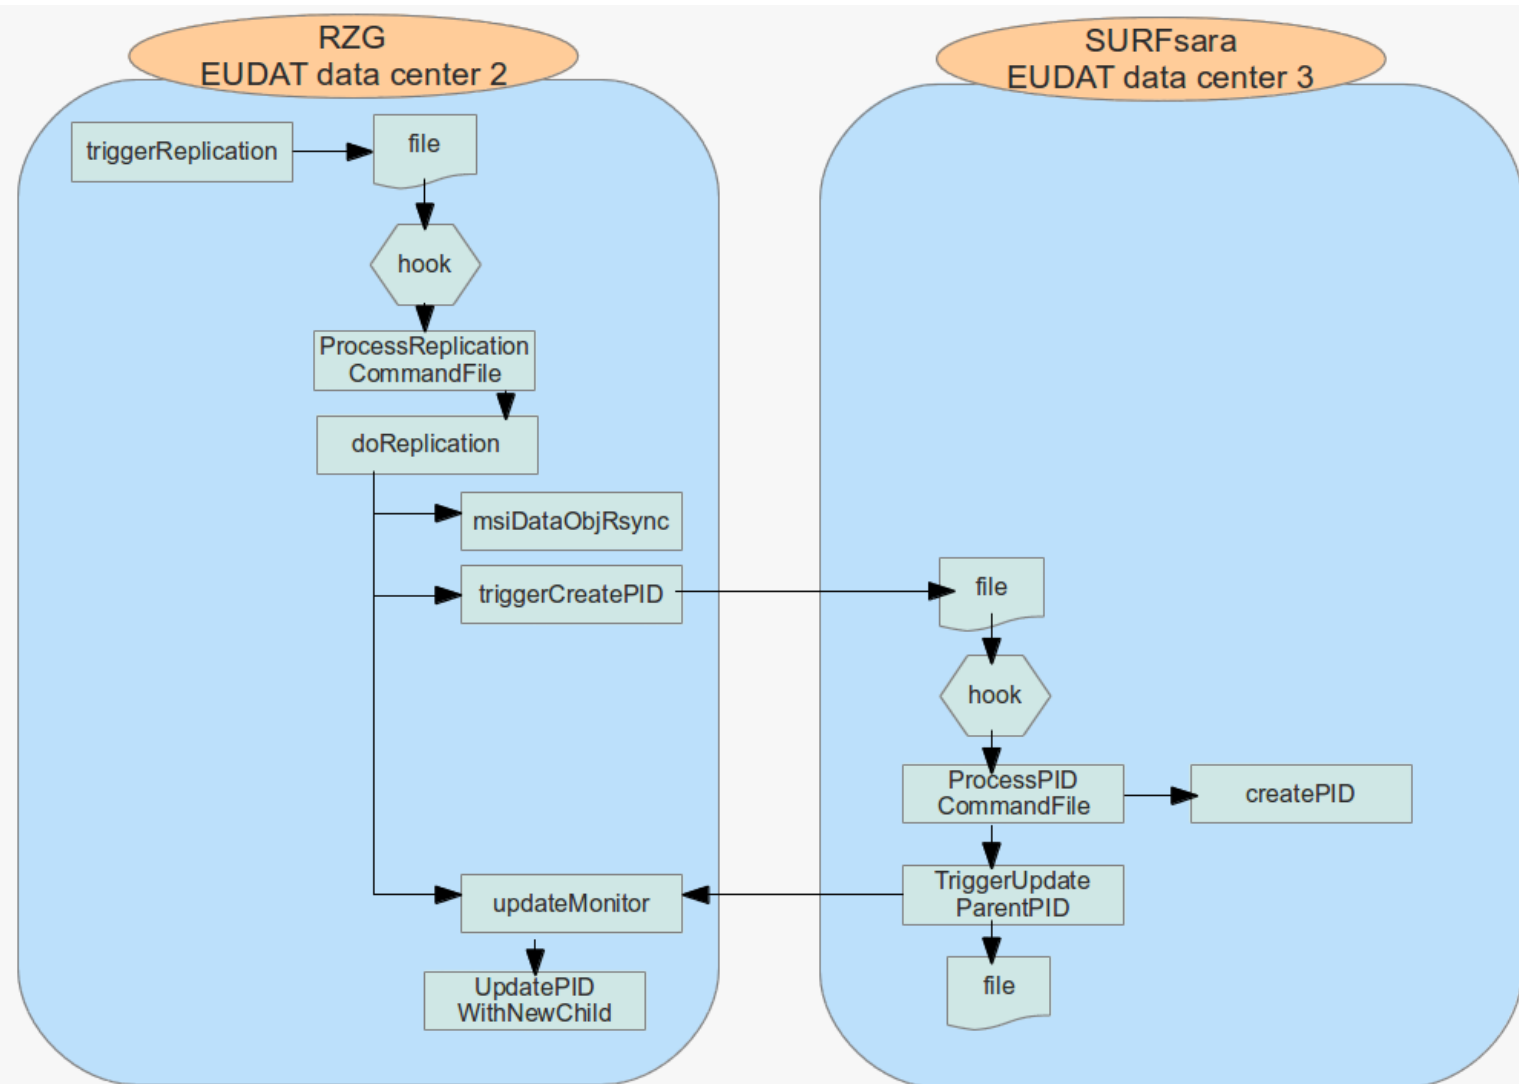 RZG
EUDAT data center 2
triggerReplication
file
hook
ProcessReplication
CommandFile
doReplication
msiDataObjRsync
triggerCreatePID
updateMonitor
UpdatePID
WithNewChild
SURFsara
EUDAT data center 3
file
hook
ProcessPID
CommandFile
createPID
TriggerUpdate
ParentPID
file